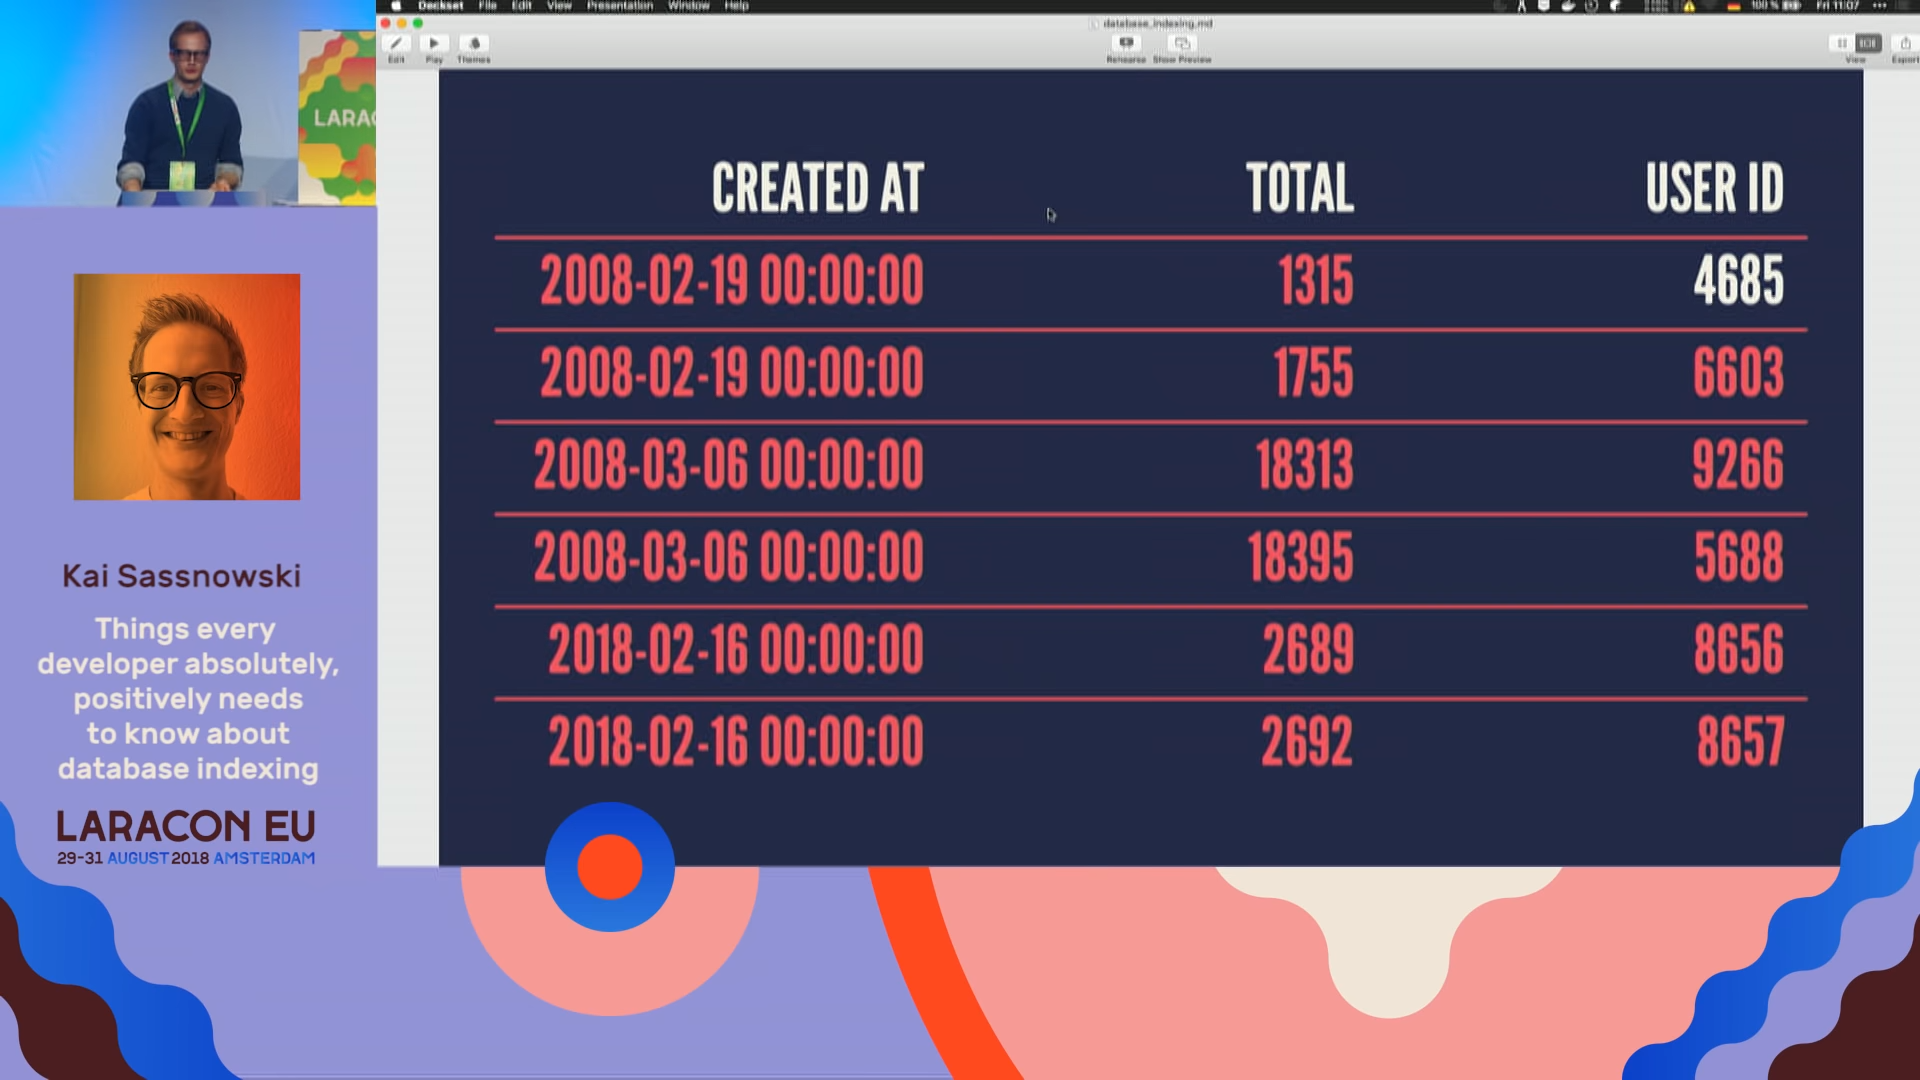 Deckset File Edit View Presentation Window Help
100 % Fri 11:07
database_indexing.md
Edit Play Themes Rehearse Show Preview View Export
LARAC
CREATED AT TOTAL USER ID
2008-02-19 00:00:00 1315 4685
2008-02-19 00:00:00 1755 6603
2008-03-06 00:00:00 18313 9266
2008-03-06 00:00:00 18395 5688
2018-02-16 00:00:00 2689 8656
2018-02-16 00:00:00 2692 8657
Kai Sassnowski
Things every
developer absolutely,
positively needs
to know about
database indexing
LARACON EU
29-31 AUGUST 2018 AMSTERDAM